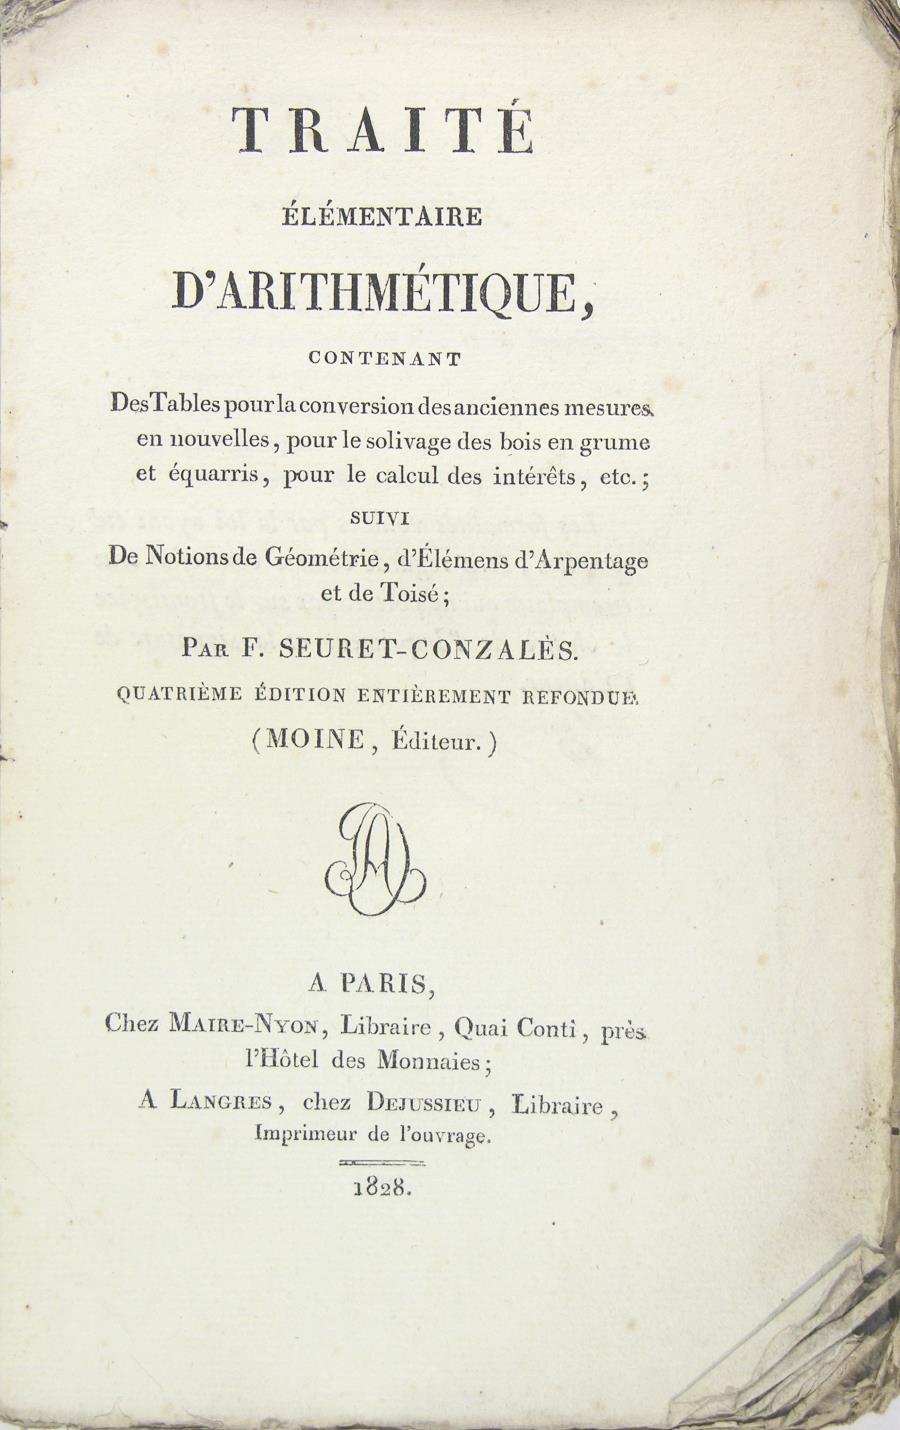 TRAITÉ
ÉLÉMENTAIRE
D'ARITHMÉTIQUE,
CONTENANT
Des Tables pour la conversion des anciennes mesures
en nouvelles, pour le solivage des bois en grume
et équarris, pour le calcul des intérêts, etc.;
SUIVI
De Notions de Géométrie, d'Élémens d'Arpentage
et de Toisé;
PAR F. SEURET-CONZALÈS.
QUATRIÈME ÉDITION ENTIÈREMENT REFONDUE.
(MOINE, Éditeur.)
A PARIS,
Chez MAIRE-NYON, Libraire, Quai Conti, près
l'Hôtel des Monnaies;
A LANGRES, chez DEJUSSIEU, Libraire,
Imprimeur de l'ouvrage.
1828.